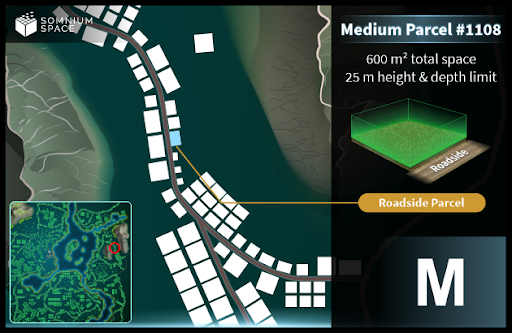 SOMNIUM
SPACE
Medium Parcel #1108
600 m² total space
25 m height & depth limit
Roadside
Roadside Parcel
M